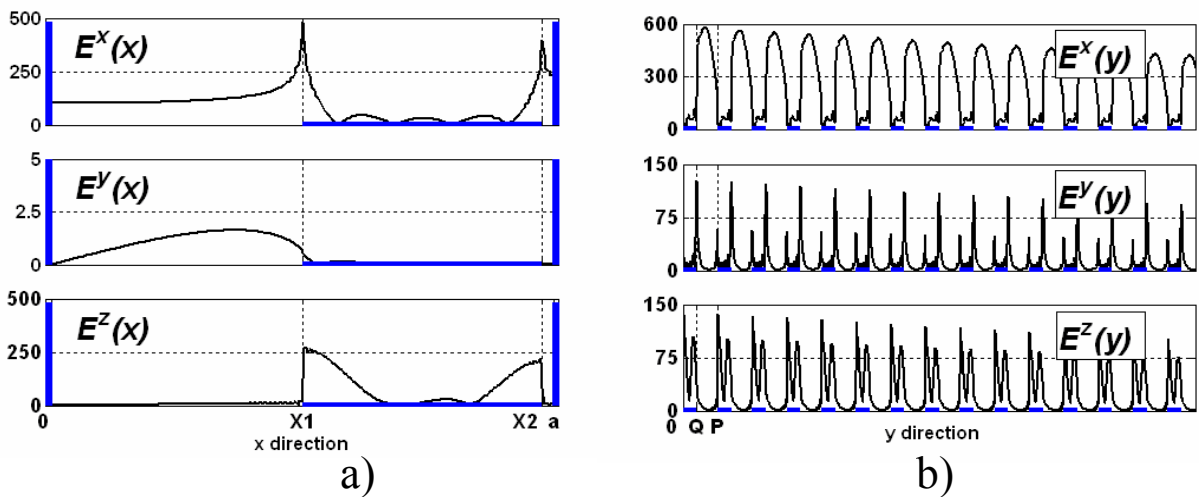 500
250
0
E^x(x)
5
2.5
0
E^y(x)
500
250
0
E^z(x)
0 X1 X2 a
x direction
a)
600
300
0
E^x(y)
150
75
0
E^y(y)
150
75
0
E^z(y)
0 Q P
y direction
b)